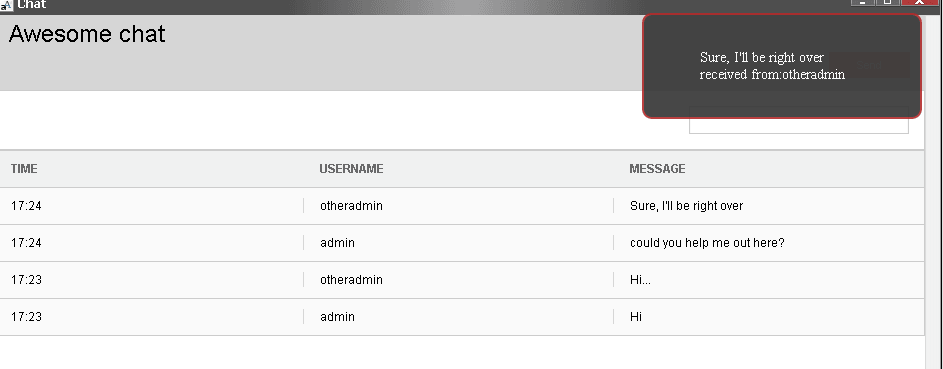 Chat
Awesome chat
Sure, I'll be right over
received from:otheradmin
TIME USERNAME MESSAGE
17:24 otheradmin Sure, I'll be right over
17:24 admin could you help me out here?
17:23 otheradmin Hi...
17:23 admin Hi